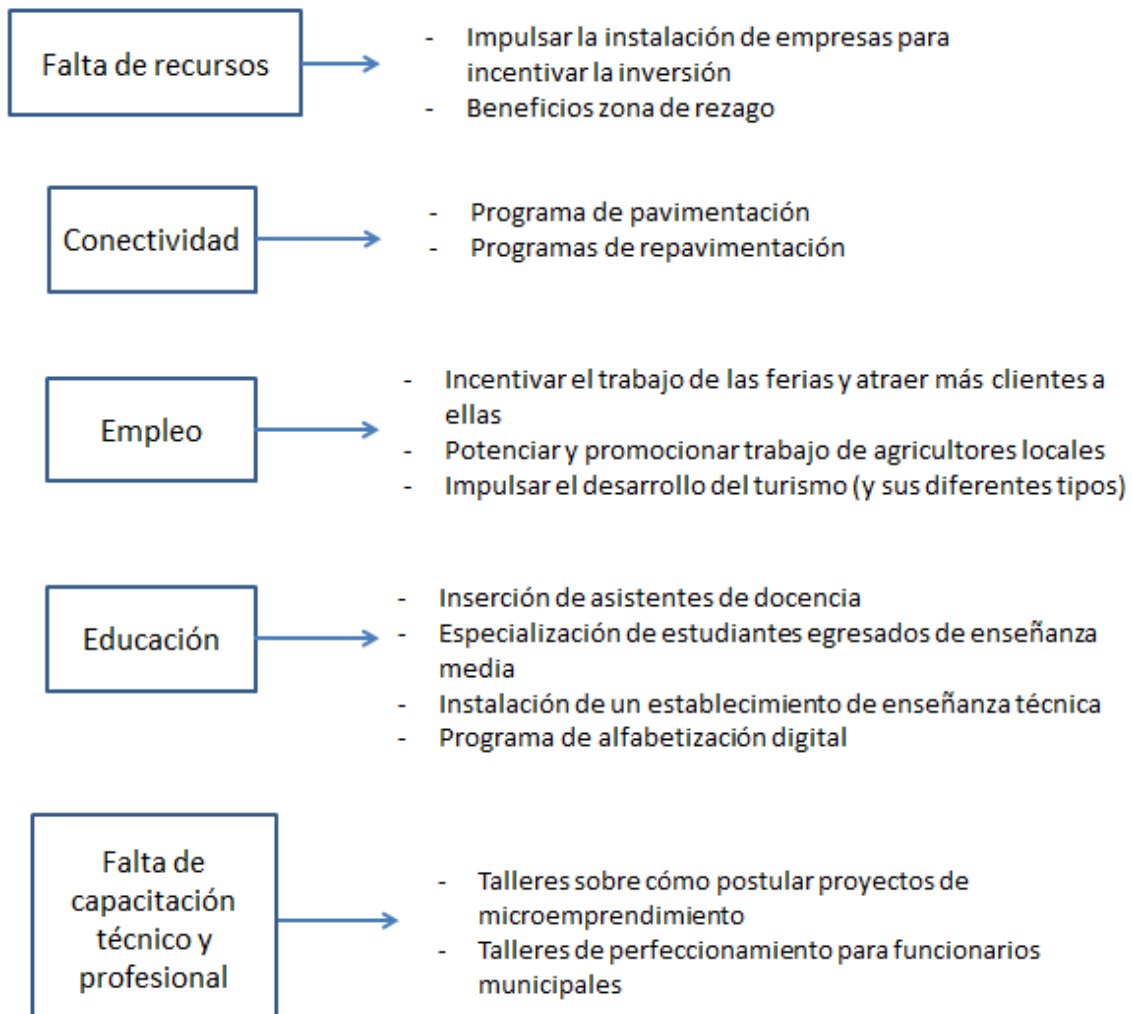 Falta de recursos
- Impulsar la instalación de empresas para
incentivar la inversión
- Beneficios zona de rezago
Conectividad
- Programa de pavimentación
- Programas de repavimentación
Empleo
- Incentivar el trabajo de las ferias y atraer más clientes a
ellas
- Potenciar y promocionar trabajo de agricultores locales
- Impulsar el desarrollo del turismo (y sus diferentes tipos)
Educación
- Inserción de asistentes de docencia
- Especialización de estudiantes egresados de enseñanza
media
- Instalación de un establecimiento de enseñanza técnica
- Programa de alfabetización digital
Falta de
capacitación
técnico y
profesional
- Talleres sobre cómo postular proyectos de
microemprendimiento
- Talleres de perfeccionamiento para funcionarios
municipales